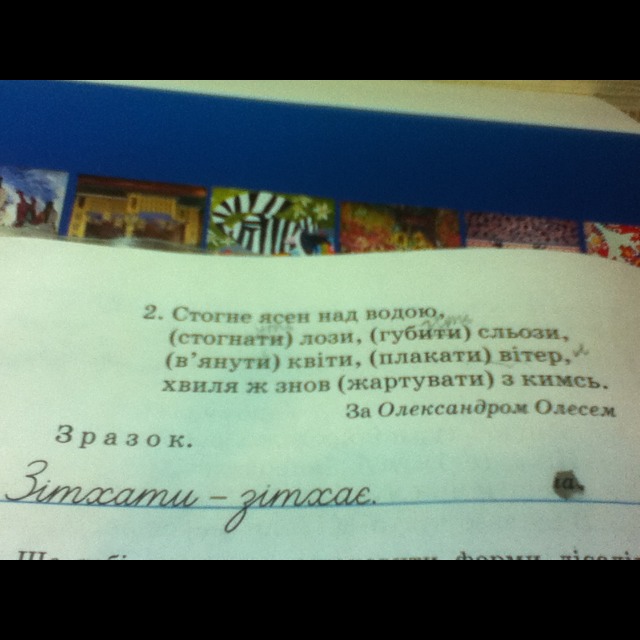 2. Стогне ясен над водою,
(стогнати) лози, (губити) сльози,
(в’янути) квіти, (плакати) вітер,
хвиля ж знов (жартувати) з кимсь.
За Олександром Олесем
Зразок.
Зітхати – зітхає.